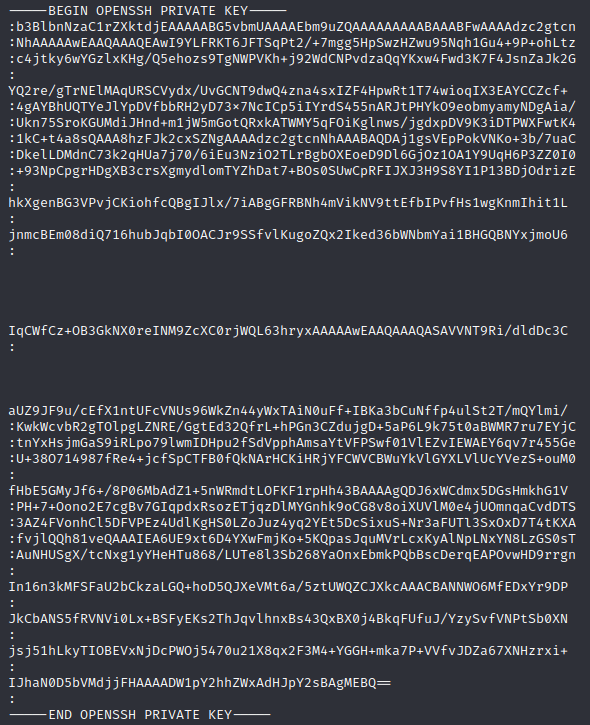 -----BEGIN OPENSSH PRIVATE KEY-----
:b3BlbnNzaC1rZXktdjEAAAAABG5vbmUAAAAEbm9uZQAAAAAAAAABAAABFwAAAAdzc2gtcn
:NhAAAAAwEAAQAAAQEAwI9YLFRKT6JFTSqPt2/+7mgg5HpSwzHZwu95Nqh1Gu4+9P+ohLtz
:c4jtky6wYGzlxKHg/Q5ehozs9TgNWPVKh+j92WdCNPvdzaQqYKxw4Fwd3K7F4JsnZaJk2G
:
YQ2re/gTrNElMAqURSCVydx/UvGCNT9dwQ4zna4sxIZF4HpwRt1T74wioqIX3EAYCCZcf+
:4gAYBhUQTYeJlYpDVfbbRH2yD73×7NcICp5iIYrdS455nARJtPHYkO9eobmyamyNDgAia/
:Ukn75SroKGUMdiJHnd+m1jW5mGotQRxkATWMY5qFOiKglnws/jgdxpDV9K3iDTPWXFwtK4
:1kC+t4a8sQAAA8hzFJk2cxSZNgAAAAdzc2gtcnNhAAABAQDAj1gsVEpPokVNKo+3b/7uaC
:DkelLDMdnC73k2qHUa7j70/6iEu3NziO2TLrBgbOXEoeD9Dl6GjOz1OA1Y9UqH6P3ZZ0I0
:+93NpCpgrHDgXB3crsXgmydlomTYZhDat7+BOs0SUwCpRFIJXJ3H9S8YI1P13BDjOdrizE
:
hkXgenBG3VPvjCKiohfcQBgIJlx/7iABgGFRBNh4mVikNV9ttEfbIPvfHs1wgKnmIhit1L
:
jnmcBEm08diQ716hubJqbI0OACJr9SSfvlKugoZQx2Iked36bWNbmYai1BHGQBNYxjmoU6
:
IqCWfCz+OB3GkNX0reINM9ZcXC0rjWQL63hryxAAAAAwEAAQAAAQASAVVNT9Ri/dldDc3C
:
aUZ9JF9u/cEfX1ntUFcVNUs96WkZn44yWxTAiN0uFf+IBKa3bCuNffp4ulSt2T/mQYlmi/
:KwkWcvbR2gTOlpgLZNRE/GgtEd32QfrL+hPGn3CZdujgD+5aP6L9k75t0aBWMR7ru7EYjC
:tnYxHsjmGaS9iRLpo79lwmIDHpu2fSdVpphAmsaYtVFPSwf01VlEZvIEWAEY6qv7r455Ge
:U+38O714987fRe4+jcfSpCTFB0fQkNArHCKiHRjYFCWVCBWuYkVlGYXLVlUcYVezS+ouM0
:
fHbE5GMyJf6+/8P06MbAdZ1+5nWRmdtLOFKF1rpHh43BAAAAgQDJ6xWCdmx5DGsHmkhG1V
:PH+7+Oono2E7cgBv7GIqpdxRsozETjqzDlMYGnhk9oCG8v8oiXUVlM0e4jUOmnqaCvdDTS
:3AZ4FVonhCl5DFVPEz4UdlKgHS0LZoJuz4yq2YEt5DcSixuS+Nr3aFUTl3SxOxD7T4tKXA
:fvjlQQh81veQAAAIEA6UE9xt6D4YXwFmjKo+5KQpasJquMVrLcxKyAlNpLNxYN8LzGS0sT
:AuNHUSgX/tcNxg1yYHeHTu868/LUTe8l3Sb268YaOnxEbmkPQbBscDerqEAPOvwHD9rrgn
:
In16n3kMFSFaU2bCkzaLGQ+hoD5QJXeVMt6a/5ztUWQZCJXkcAAACBANNWO6MfEDxYr9DP
:
JkCbANS5fRVNVi0Lx+BSFyEKs2ThJqvlhnxBs43QxBX0j4BkqFUfuJ/YzySvfVNPtSb0XN
:
jsj51hLkyTIOBEVxNjDcPWOj5470u21X8qx2F3M4+YGGH+mka7P+VVfvJDZa67XNHzrxi+
:
IJhaN0D5bVMdjjFHAAAADW1pY2hhZWxAdHJpY2sBAgMEBQ==
:
-----END OPENSSH PRIVATE KEY-----